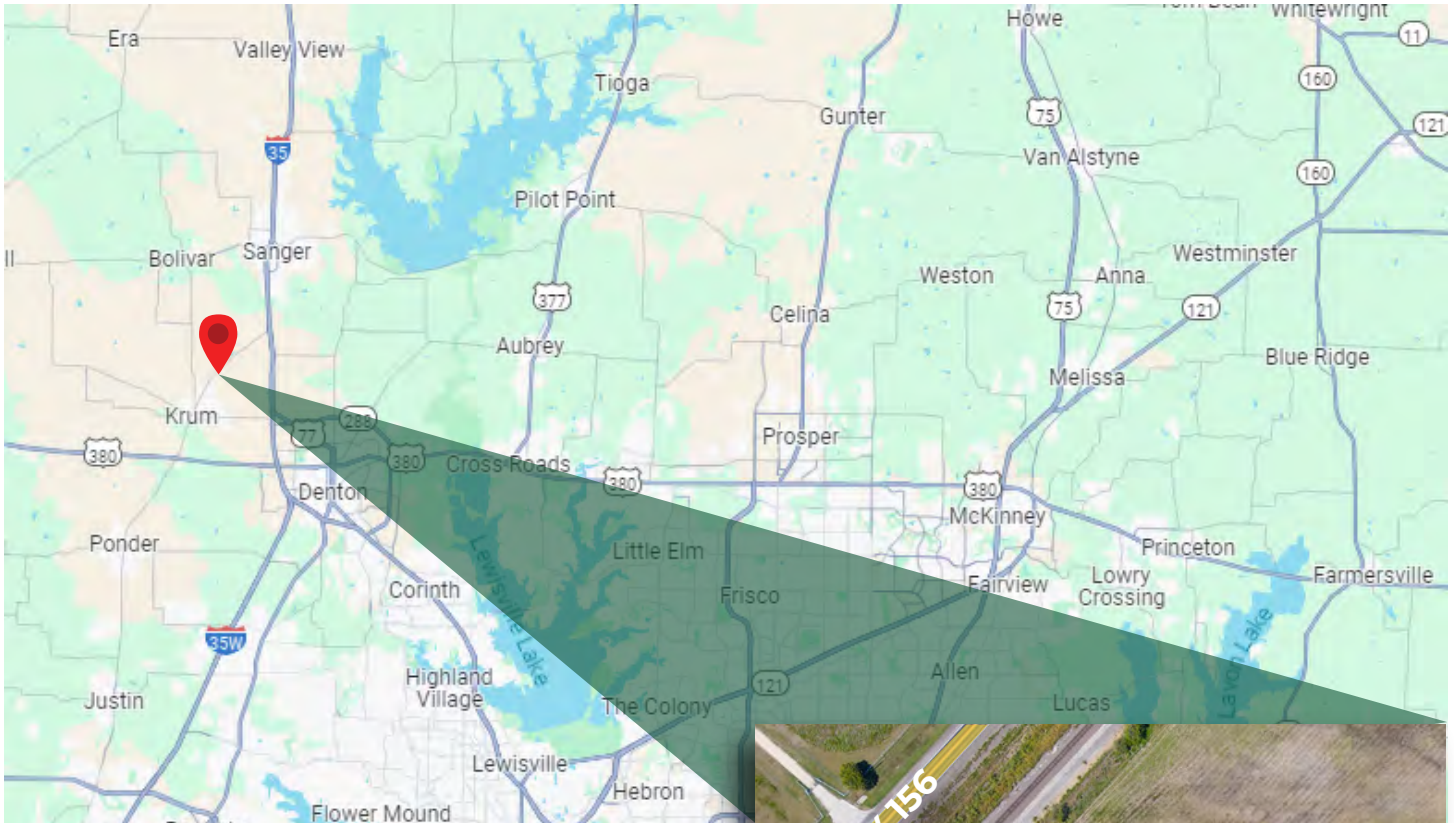 Era
Valley View
Howe
Whitewright
11
160
Tioga
35
Gunter
75
121
Van Alstyne
160
Pilot Point
Bolivar
Sanger
Westminster
Weston
Anna
377
75
121
Celina
Aubrey
Blue Ridge
Melissa
Krum
288
77
Prosper
380
380
Cross Roads
380
380
Denton
McKinney
Ponder
Little Elm
Princeton
Corinth
Frisco
Fairview
Lowry
Crossing
Farmersville
Lewisville Lake
35W
Lavon Lake
Highland
Village
Allen
121
Justin
The Colony
Lucas
Lewisville
Hebron
156
Flower Mound